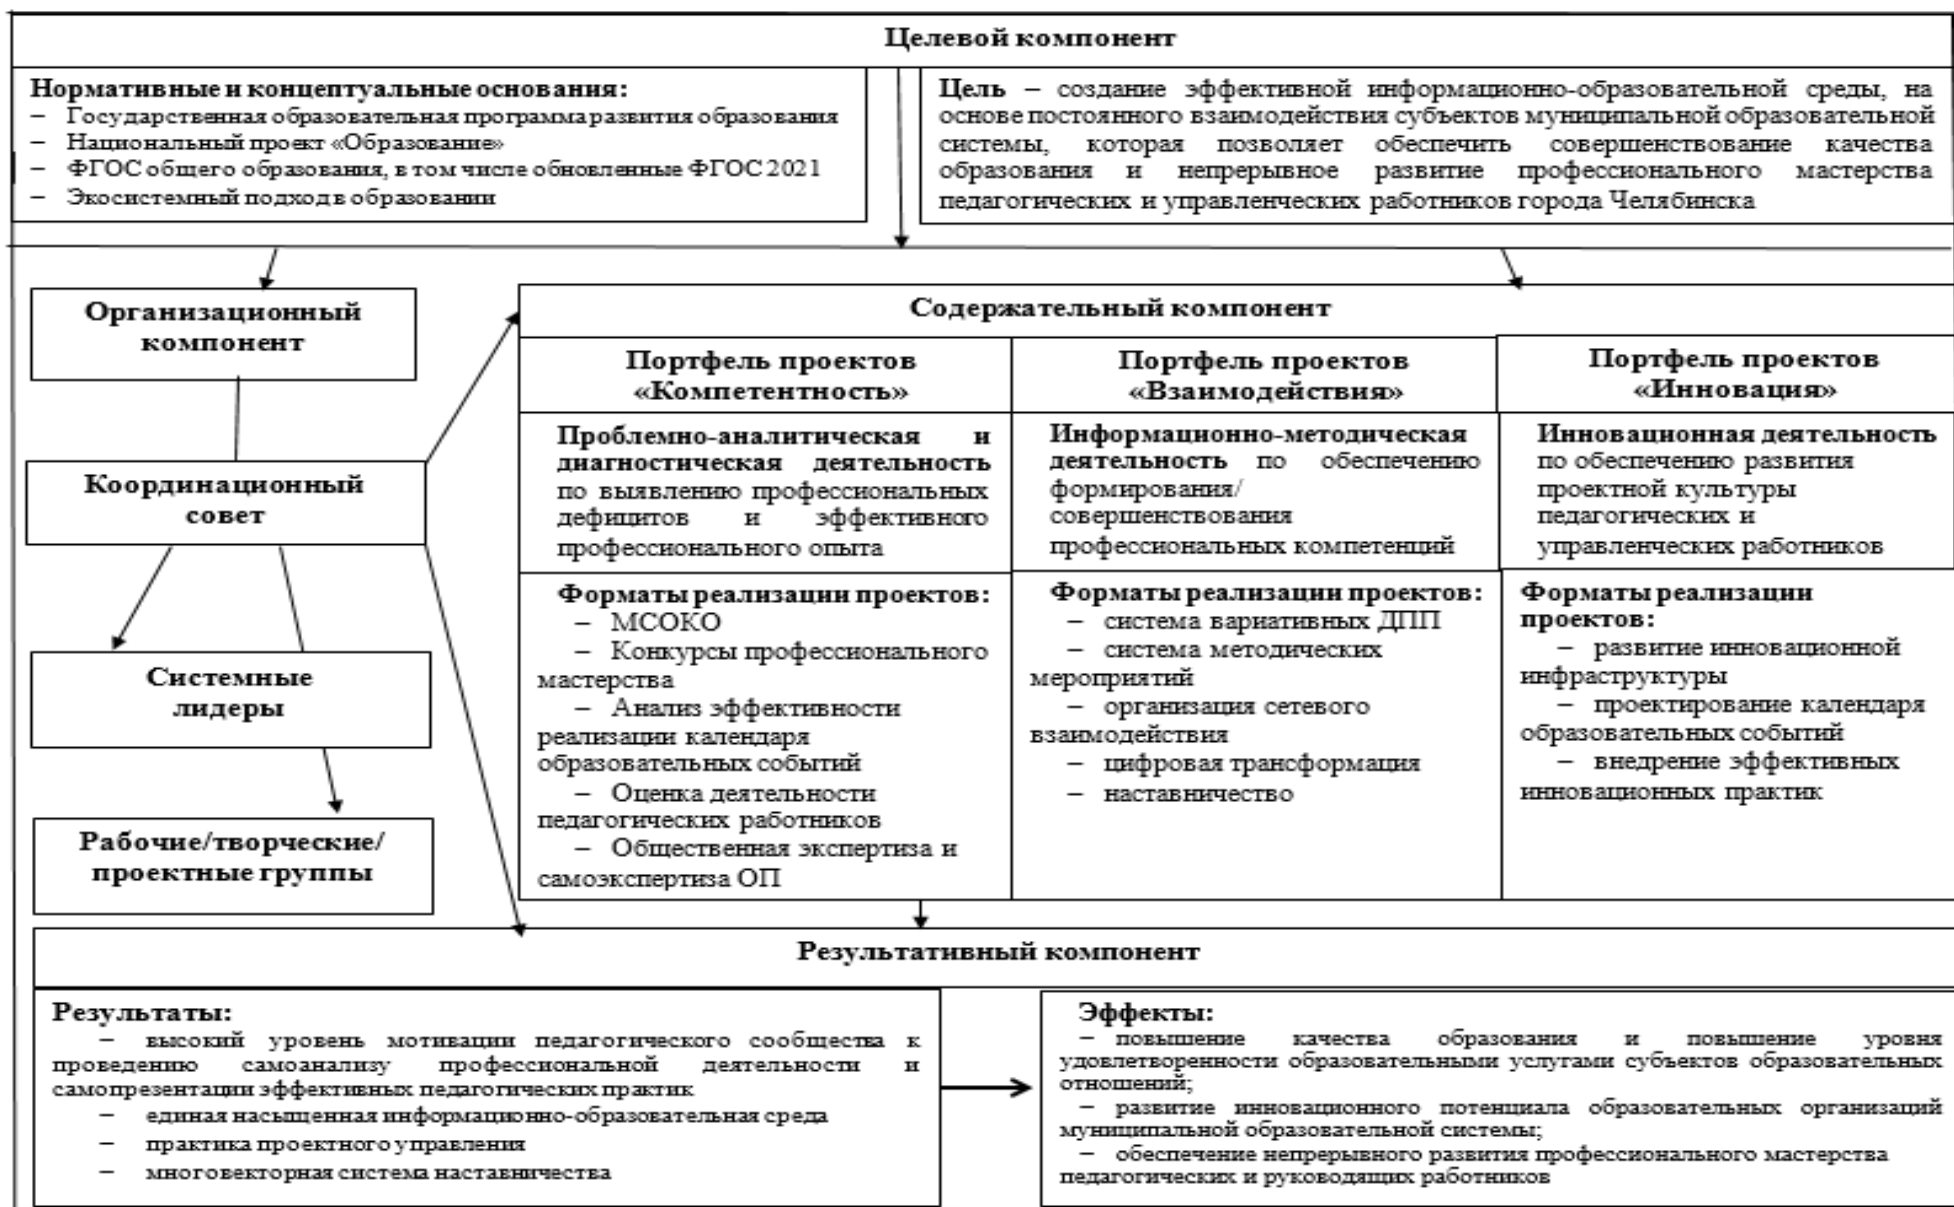 Целевой компонент
Нормативные и концептуальные основания:
– Государственная образовательная программа развития образования
– Национальный проект «Образование»
– ФГОС общего образования, в том числе обновленные ФГОС 2021
– Экосистемный подход в образовании
Цель – создание эффективной информационно-образовательной среды, на
основе постоянного взаимодействия субъектов муниципальной образовательной
системы, которая позволяет обеспечить совершенствование качества
образования и непрерывное развитие профессионального мастерства
педагогических и управленческих работников города Челябинска
Организационный
компонент
Координационный
совет
Системные
лидеры
Рабочие/творческие/
проектные группы
Содержательный компонент
Портфель проектов
«Компетентность»
Проблемно-аналитическая и
диагностическая деятельность
по выявлению профессиональных
дефицитов и эффективного
профессионального опыта
Форматы реализации проектов:
– МСОКО
– Конкурсы профессионального
мастерства
– Анализ эффективности
реализации календаря
образовательных событий
– Оценка деятельности
педагогических работников
– Общественная экспертиза и
самоэкспертиза ОП
Портфель проектов
«Взаимодействия»
Информационно-методическая
деятельность по обеспечению
формирования/
совершенствования
профессиональных компетенций
Форматы реализации проектов:
– система вариативных ДПП
– система методических
мероприятий
– организация сетевого
взаимодействия
– цифровая трансформация
– наставничество
Портфель проектов
«Инновация»
Инновационная деятельность
по обеспечению развития
проектной культуры
педагогических и
управленческих работников
Форматы реализации
проектов:
– развитие инновационной
инфраструктуры
– проектирование календаря
образовательных событий
– внедрение эффективных
инновационных практик
Результативный компонент
Результаты:
– высокий уровень мотивации педагогического сообщества к
проведению самоанализу профессиональной деятельности и
самопрезентации эффективных педагогических практик
– единая насыщенная информационно-образовательная среда
– практика проектного управления
– многовекторная система наставничества
Эффекты:
– повышение качества образования и повышение уровня
удовлетворенности образовательными услугами субъектов образовательных
отношений;
– развитие инновационного потенциала образовательных организаций
муниципальной образовательной системы;
– обеспечение непрерывного развития профессионального мастерства
педагогических и руководящих работников